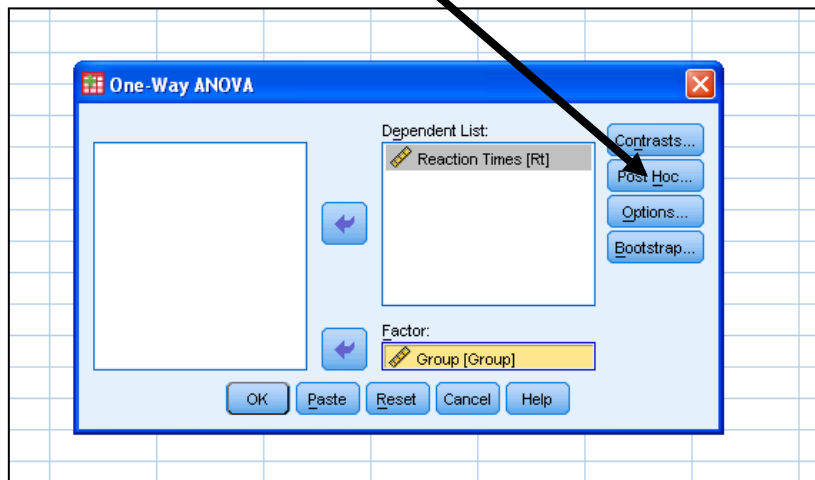 One-Way ANOVA
Dependent List:
Reaction Times [Rt]
Contrasts...
Post Hoc...
Options...
Bootstrap...
Factor:
Group [Group]
OK Paste Reset Cancel Help